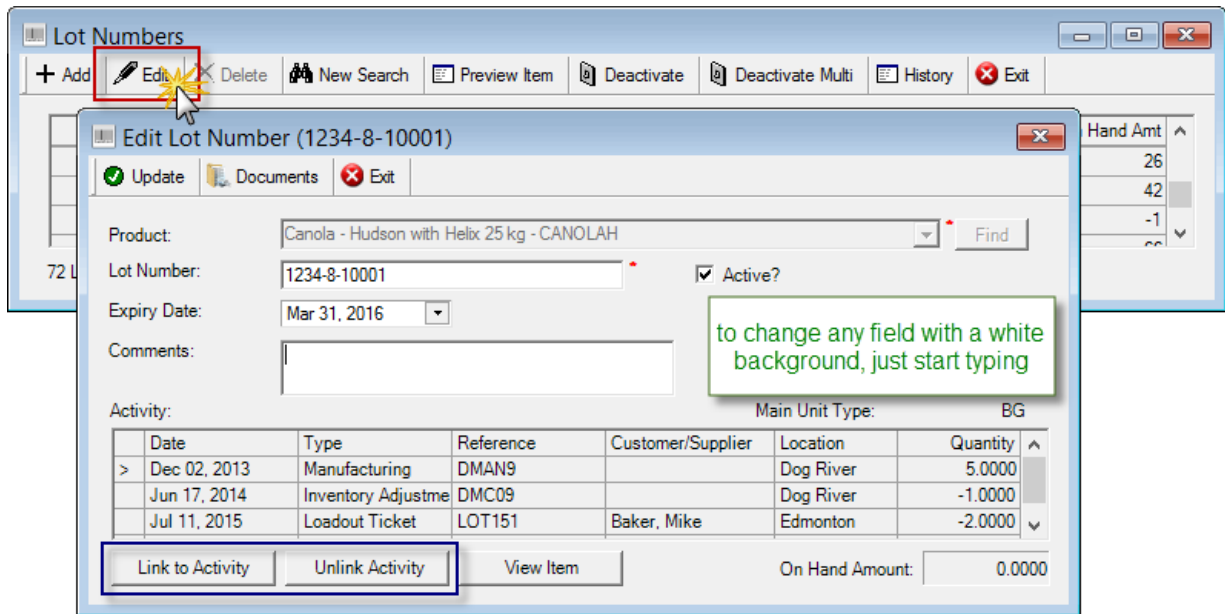 Lot Numbers
Add Edit Delete New Search Preview Item Deactivate Deactivate Multi History Exit
Hand Amt
26
42
-1
72
Edit Lot Number (1234-8-10001)
Update Documents Exit
Product: Canola - Hudson with Helix 25 kg - CANOLAH * Find
Lot Number: 1234-8-10001 * Active?
Expiry Date: Mar 31, 2016
Comments:
to change any field with a white
background, just start typing
Activity: Main Unit Type: BG
Date Type Reference Customer/Supplier Location Quantity
> Dec 02, 2013 Manufacturing DMAN9 Dog River 5.0000
Jun 17, 2014 Inventory Adjustme DMC09 Dog River -1.0000
Jul 11, 2015 Loadout Ticket LOT151 Baker, Mike Edmonton -2.0000
Link to Activity Unlink Activity View Item On Hand Amount: 0.0000